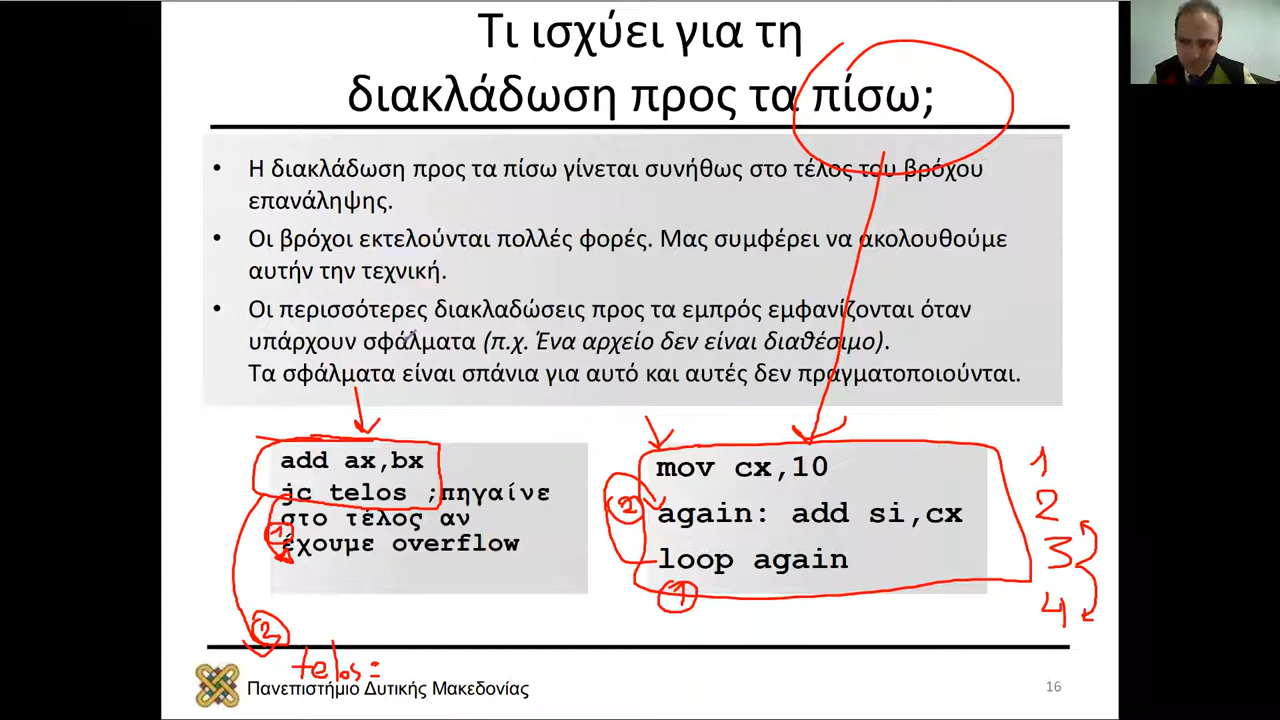 Τι ισχύει για τη
διακλάδωση προς τα πίσω;
• Η διακλάδωση προς τα πίσω γίνεται συνήθως στο τέλος του βρόχου
επανάληψης.
• Οι βρόχοι εκτελούνται πολλές φορές. Μας συμφέρει να ακολουθούμε
αυτήν την τεχνική.
• Οι περισσότερες διακλαδώσεις προς τα εμπρός εμφανίζονται όταν
υπάρχουν σφάλματα (π.χ. Ένα αρχείο δεν είναι διαθέσιμο).
Τα σφάλματα είναι σπάνια για αυτό και αυτές δεν πραγματοποιούνται.
add ax,bx
jc telos ;πηγαίνε
στο τέλος αν
έχουμε overflow
1
2
telos:
mov cx,10
again: add si,cx
loop again
2
1
1
2
3
4
Πανεπιστήμιο Δυτικής Μακεδονίας
16